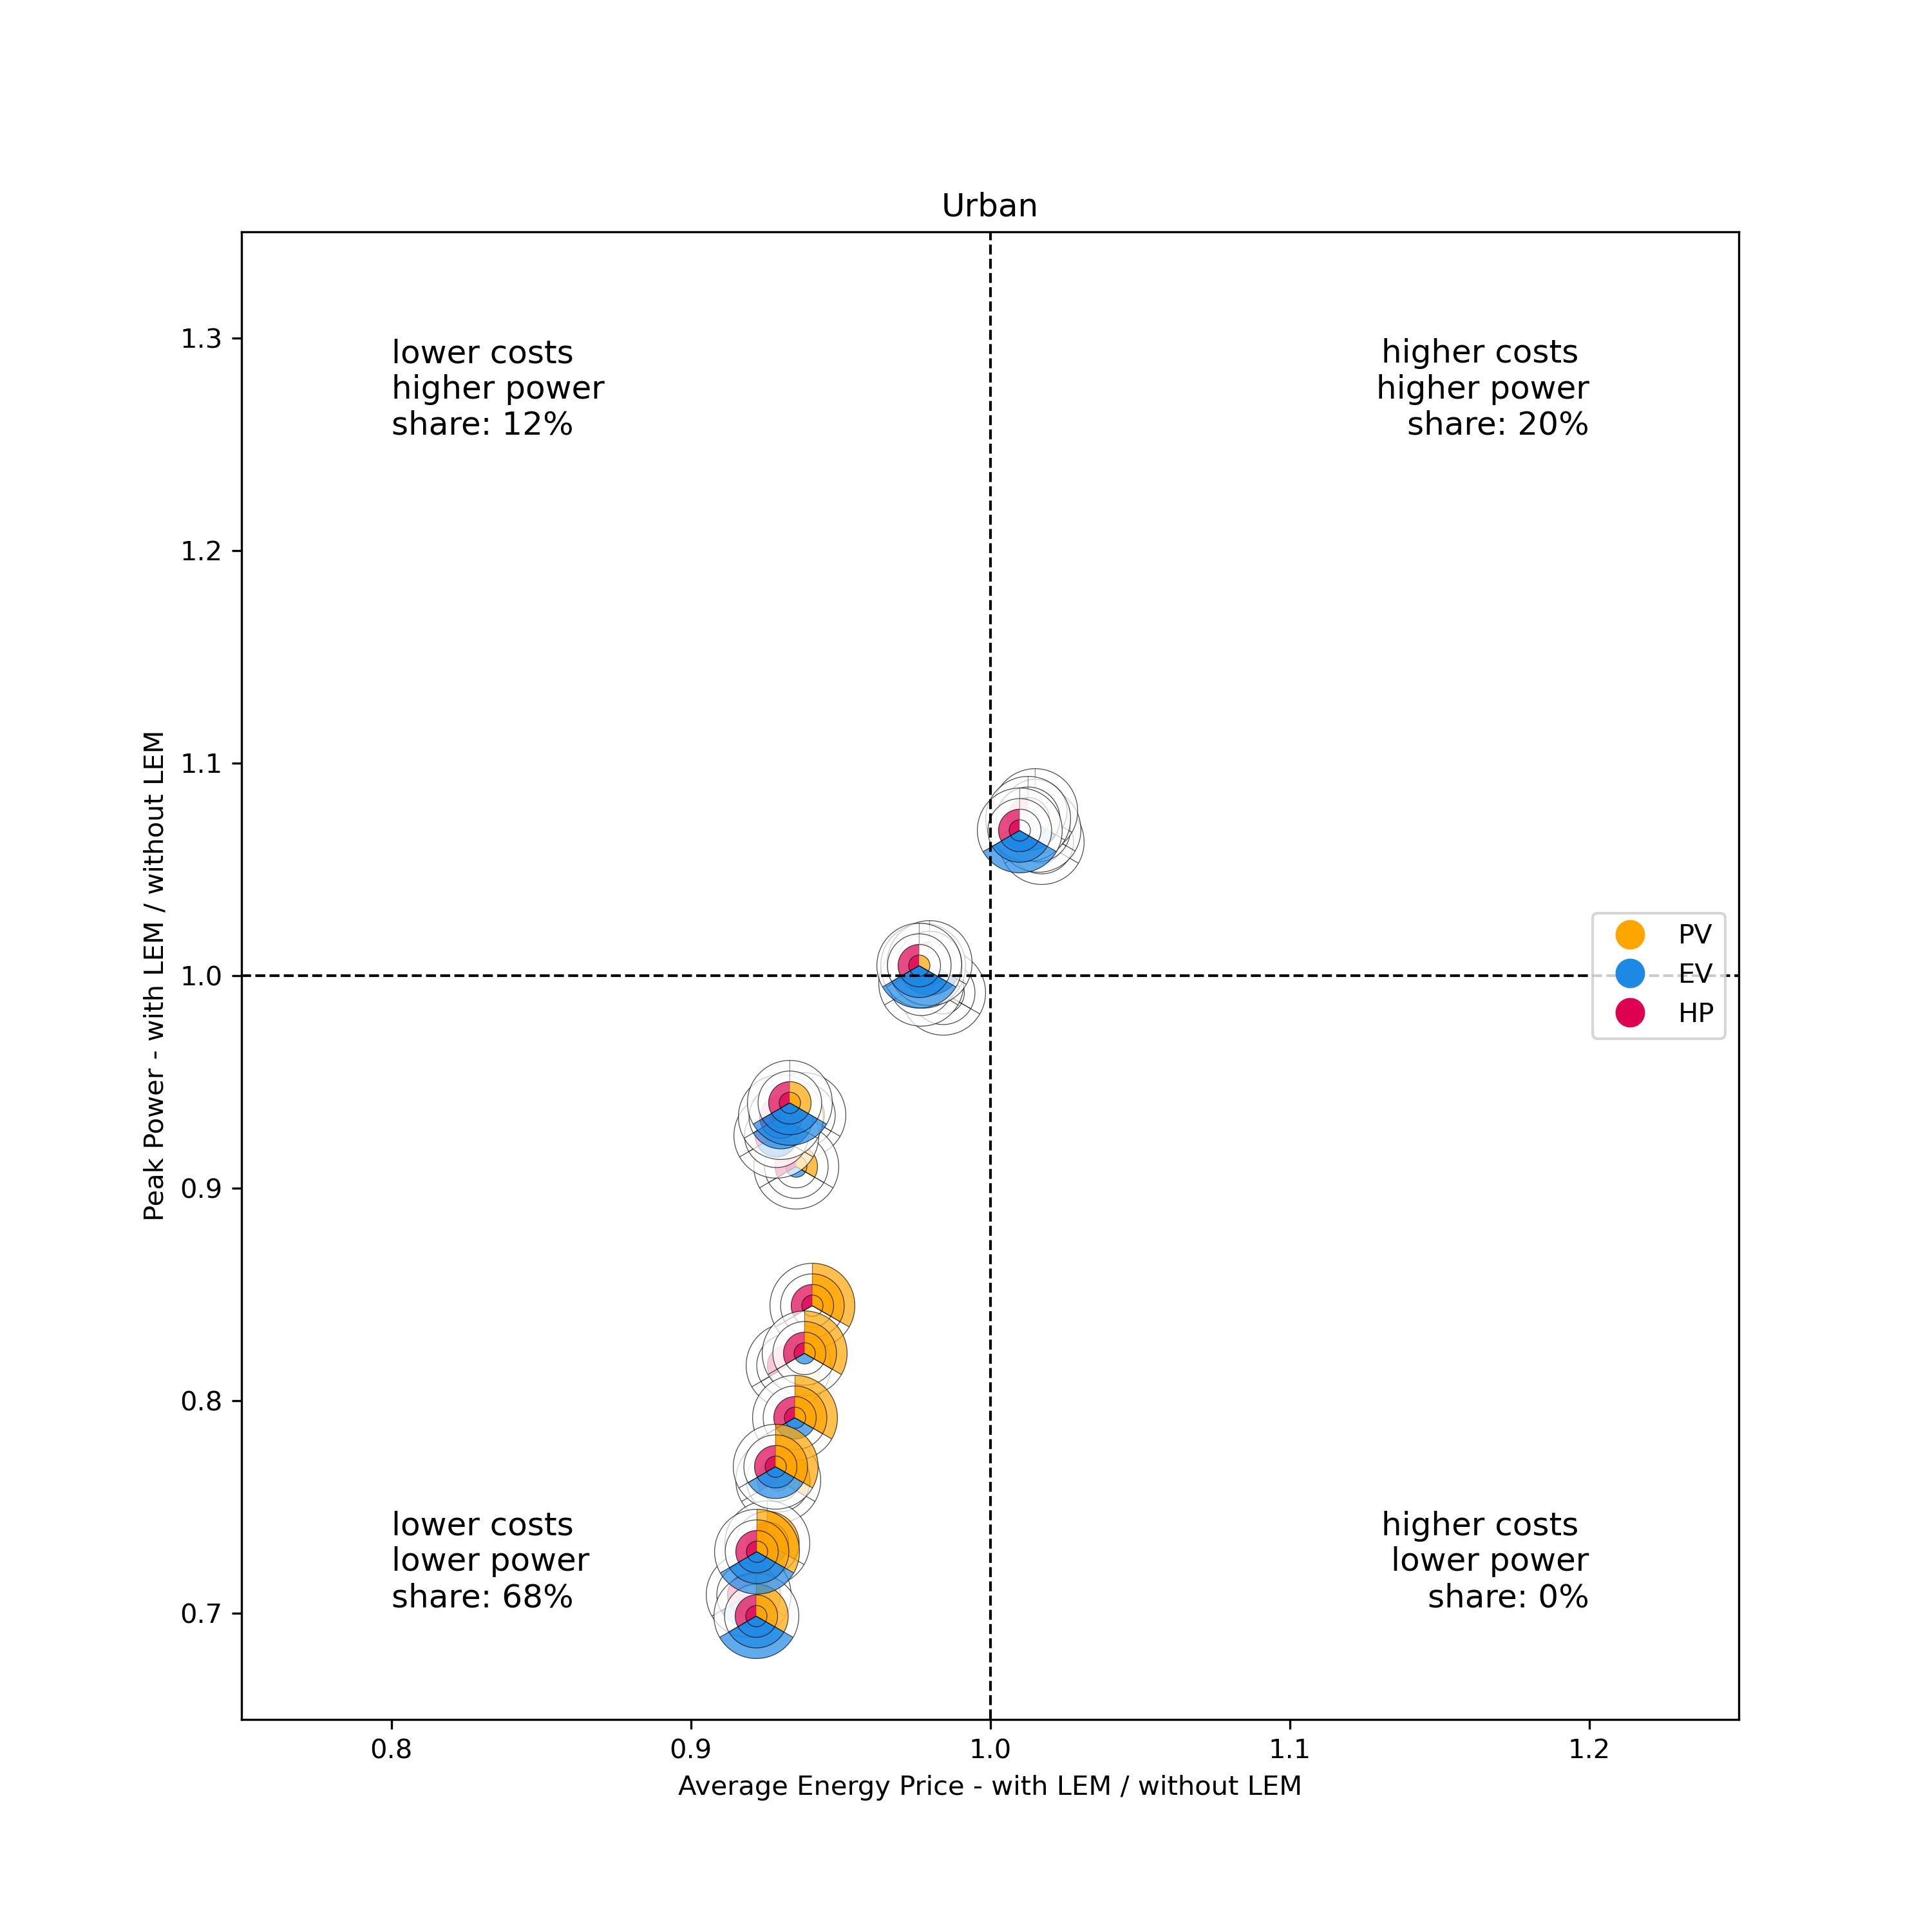 Urban
lower costs
higher power
share: 12%
higher costs
higher power
share: 20%
lower costs
lower power
share: 68%
higher costs
lower power
share: 0%
PV
EV
HP
1.3
1.2
1.1
1.0
0.9
0.8
0.7
Peak Power - with LEM / without LEM
0.8
0.9
1.0
1.1
1.2
Average Energy Price - with LEM / without LEM